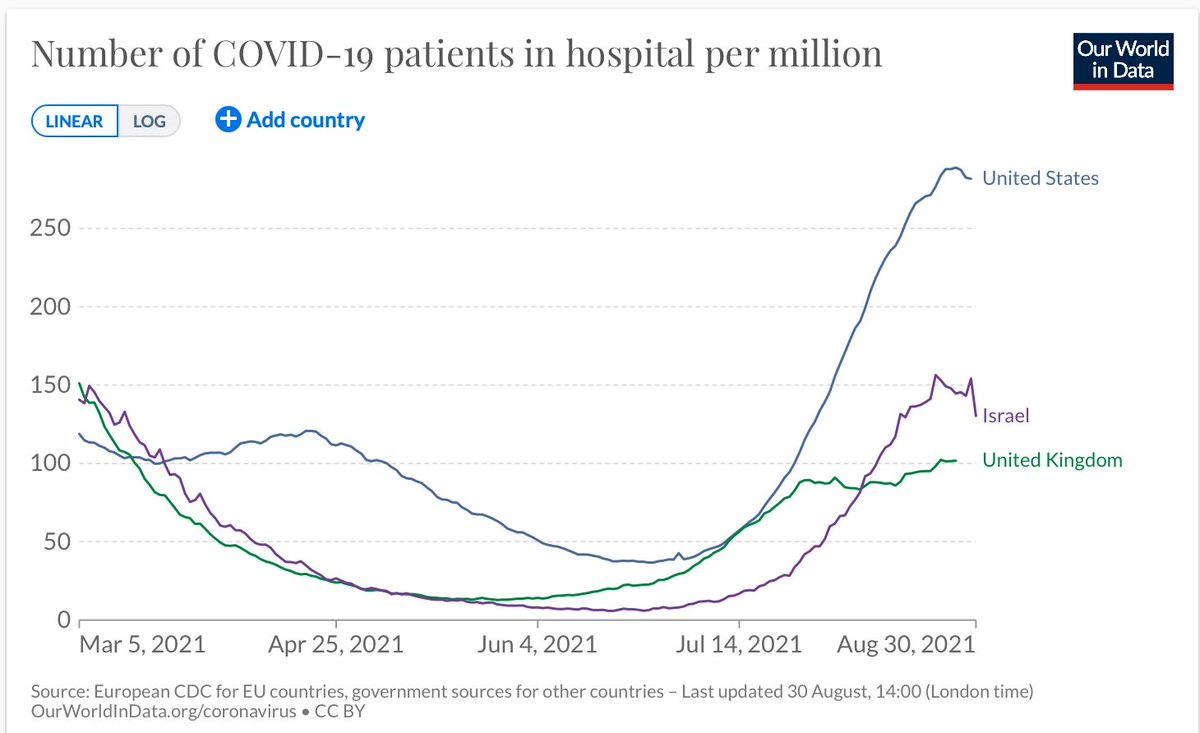 Number of COVID-19 patients in hospital per million
Our World
in Data
LINEAR LOG
Add country
United States
250
200
150
Israel
United Kingdom
100
50
0
Mar 5, 2021 Apr 25, 2021 Jun 4, 2021 Jul 14, 2021 Aug 30, 2021
Source: European CDC for EU countries, government sources for other countries – Last updated 30 August, 14:00 (London time)
OurWorldInData.org/coronavirus • CC BY